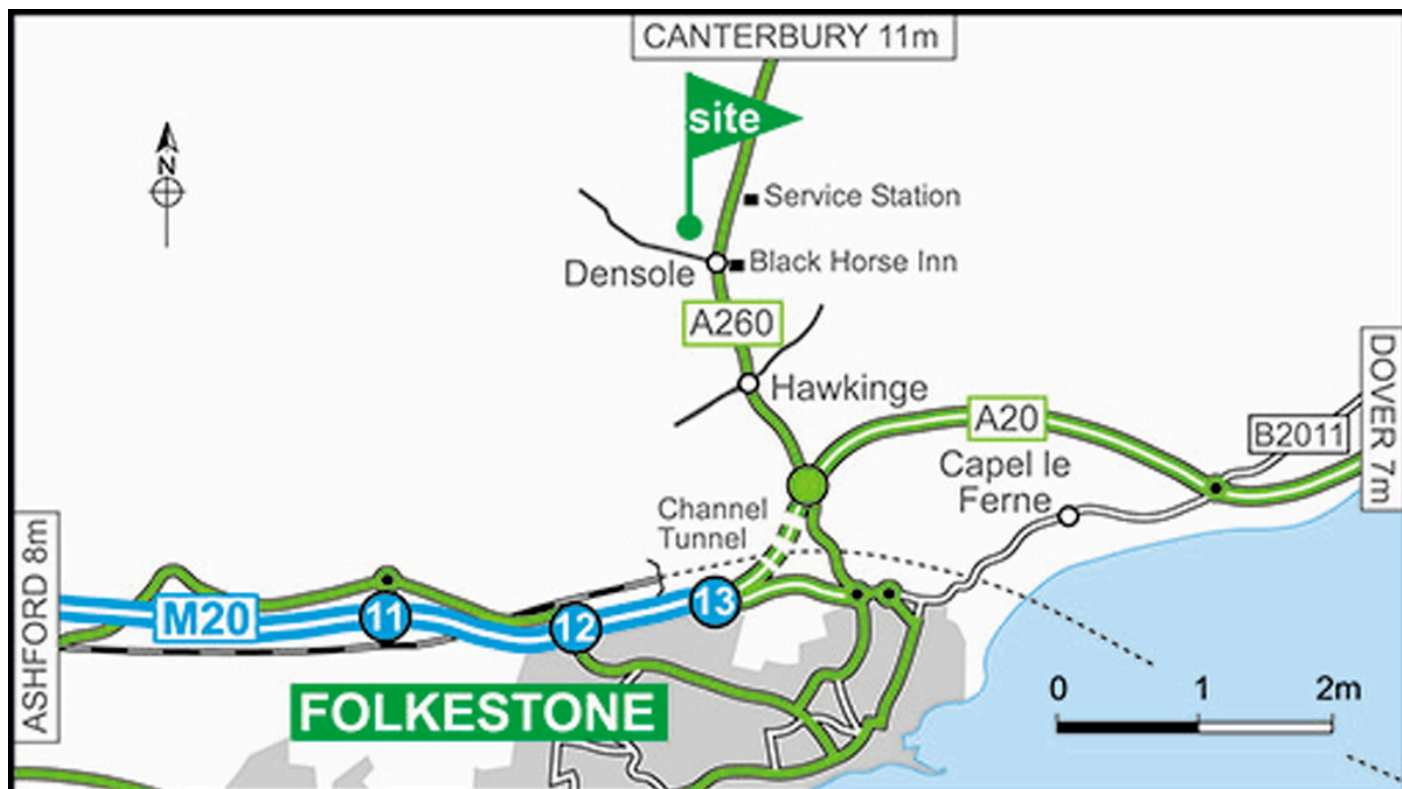 CANTERBURY 11m
site
N
Service Station
Densole
Black Horse Inn
A260
Hawkinge
A20
B2011
DOVER 7m
Capel le
Ferne
Channel
Tunnel
ASHFORD 8m
M20
11
12
13
FOLKESTONE
0 1 2m